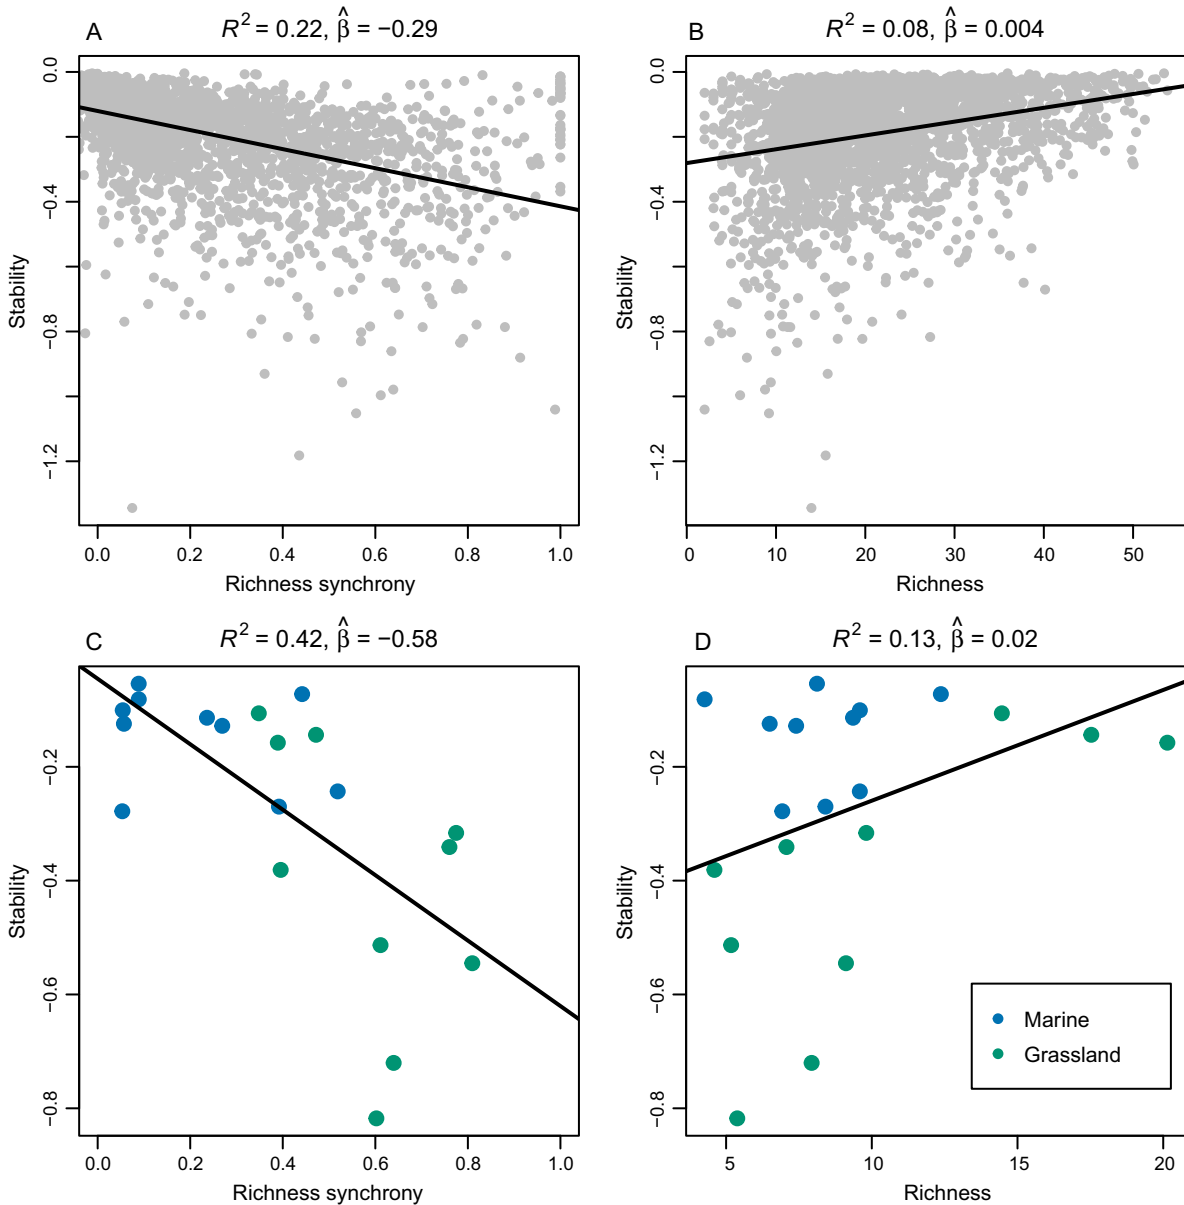 A
R² = 0.22, β̂ = −0.29
0.0
−0.4
−0.8
−1.2
Stability
0.0 0.2 0.4 0.6 0.8 1.0
Richness synchrony
B
R² = 0.08, β̂ = 0.004
0.0
−0.4
−0.8
−1.2
Stability
0 10 20 30 40 50
Richness
C
R² = 0.42, β̂ = −0.58
−0.2
−0.4
−0.6
−0.8
Stability
0.0 0.2 0.4 0.6 0.8 1.0
Richness synchrony
D
R² = 0.13, β̂ = 0.02
−0.2
−0.4
−0.6
−0.8
Stability
Marine
Grassland
5 10 15 20
Richness